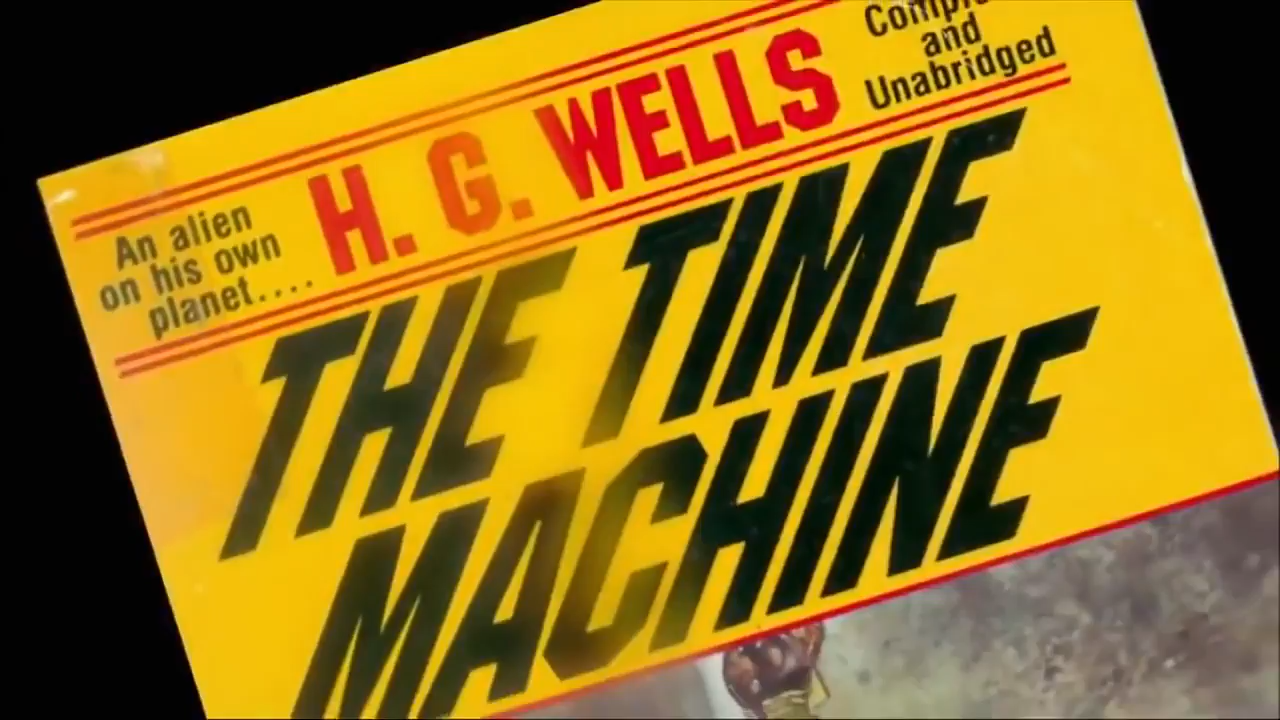 and
Unabridged
H. G. WELLS
An alien
on his own
planet....
THE TIME
MACHINE